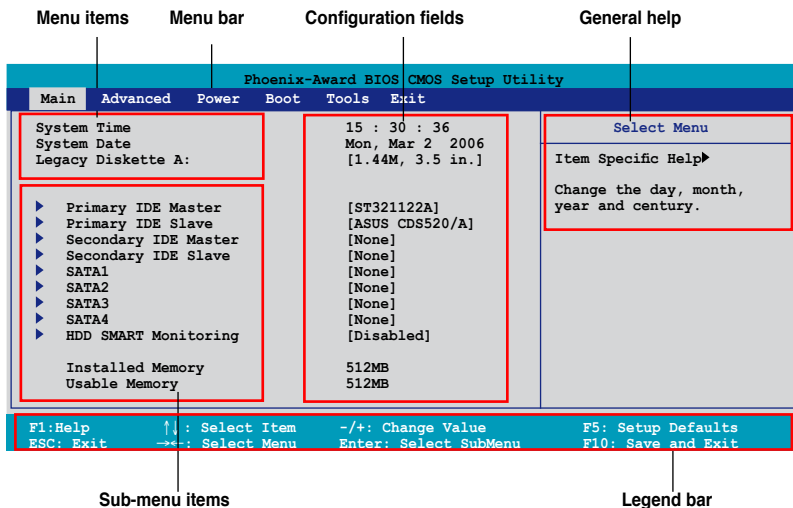 Menu items Menu bar Configuration fields General help
Phoenix-Award BIOS CMOS Setup Utility
Main Advanced Power Boot Tools Exit
System Time 15 : 30 : 36
System Date Mon, Mar 2 2006
Legacy Diskette A: [1.44M, 3.5 in.]
Primary IDE Master [ST321122A]
Primary IDE Slave [ASUS CDS520/A]
Secondary IDE Master [None]
Secondary IDE Slave [None]
SATA1 [None]
SATA2 [None]
SATA3 [None]
SATA4 [None]
HDD SMART Monitoring [Disabled]
Installed Memory 512MB
Usable Memory 512MB
Select Menu
Item Specific Help
Change the day, month,
year and century.
F1:Help ↑↓: Select Item -/+: Change Value F5: Setup Defaults
ESC: Exit →←: Select Menu Enter: Select SubMenu F10: Save and Exit
Sub-menu items Legend bar